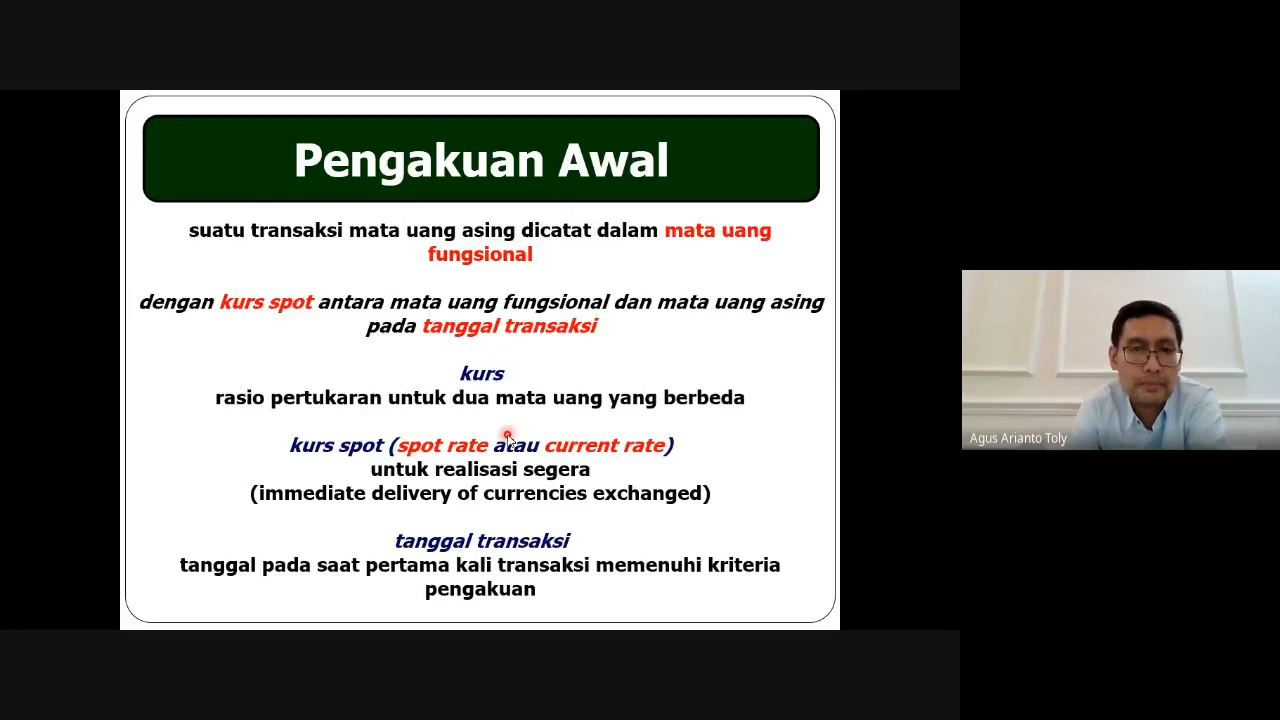 Pengakuan Awal
suatu transaksi mata uang asing dicatat dalam mata uang
fungsional
dengan kurs spot antara mata uang fungsional dan mata uang asing
pada tanggal transaksi
kurs
rasio pertukaran untuk dua mata uang yang berbeda
kurs spot (spot rate atau current rate)
untuk realisasi segera
(immediate delivery of currencies exchanged)
tanggal transaksi
tanggal pada saat pertama kali transaksi memenuhi kriteria
pengakuan
Agus Arianto Toly